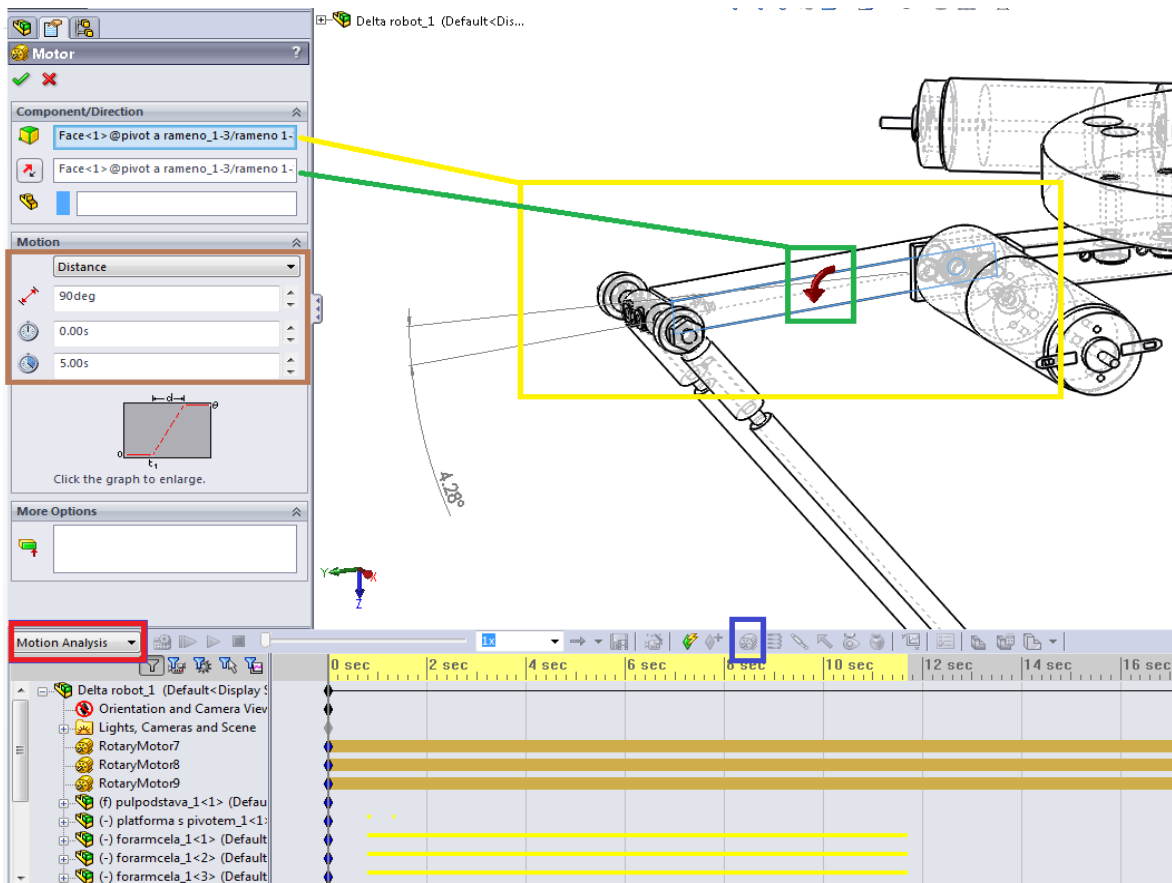 Delta robot_1 (Default<Dis...
Motor
?
Component/Direction
Face<1>@pivot a rameno_1-3/rameno 1-
Face<1>@pivot a rameno_1-3/rameno 1-
Motion
Distance
90deg
0.00s
5.00s
d
θ
0
t1
Click the graph to enlarge.
More Options
4.28°
Y
X
Z
Motion Analysis
1x
0 sec
2 sec
4 sec
6 sec
8 sec
10 sec
12 sec
14 sec
16 sec
Delta robot_1 (Default<Display S
Orientation and Camera View
Lights, Cameras and Scene
RotaryMotor7
RotaryMotor8
RotaryMotor9
(f) pulpodstava_1<1> (Defau
(-) platforma s pivotem_1<1>
(-) forarmcela_1<1> (Default
(-) forarmcela_1<2> (Default
(-) forarmcela_1<3> (Default